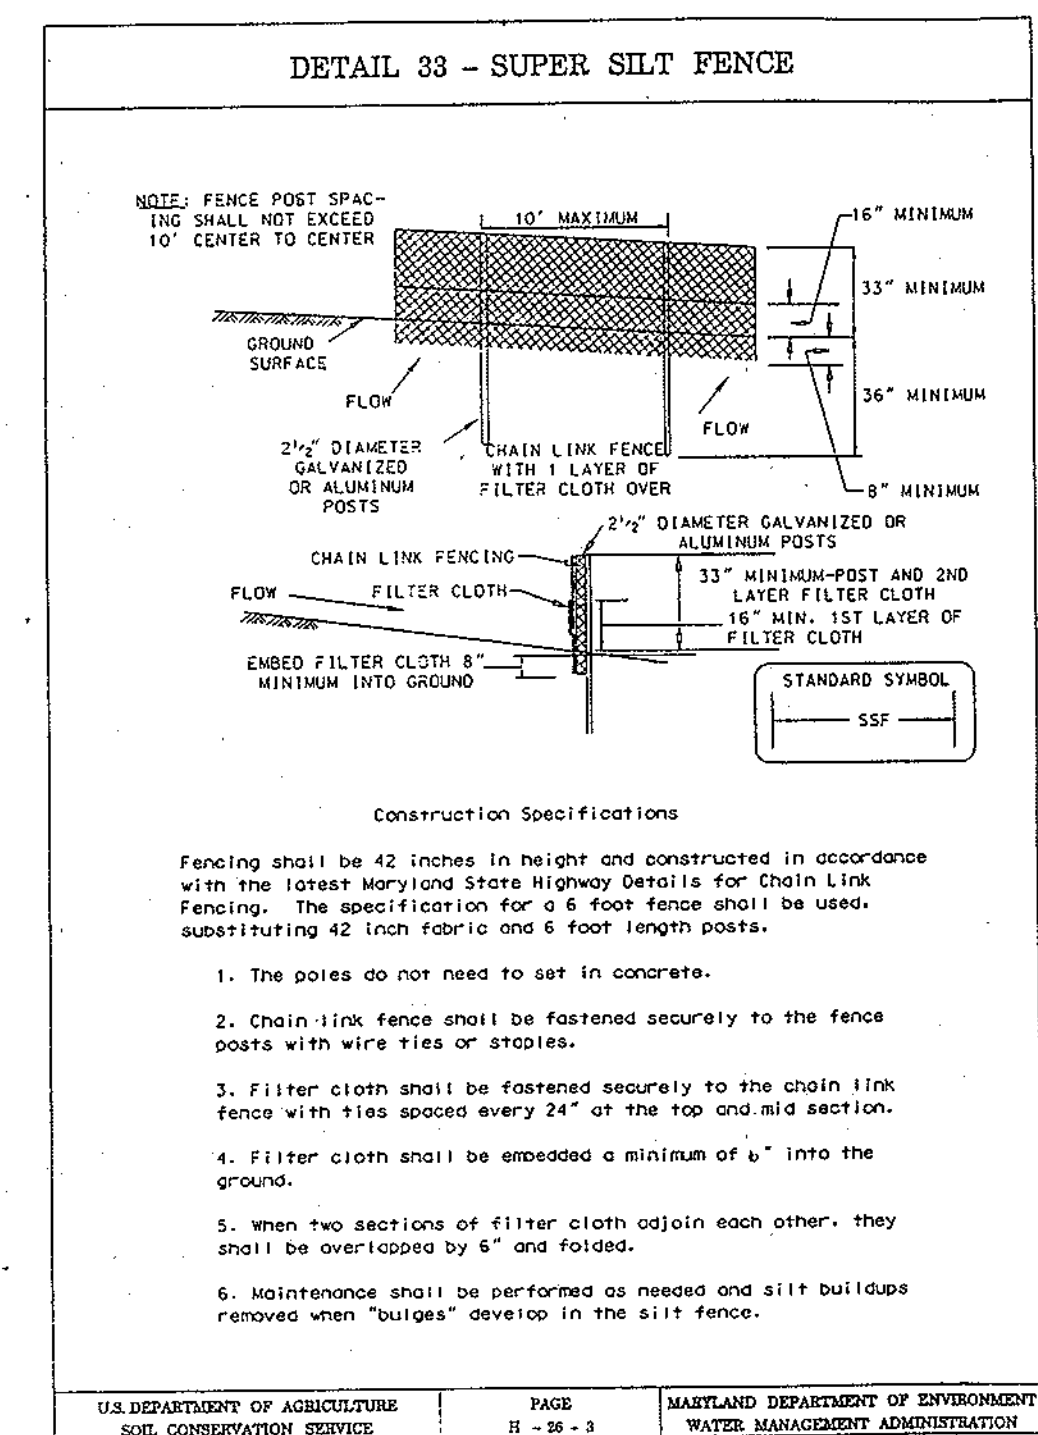 DETAIL 33 - SUPER SILT FENCE
NOTE: FENCE POST SPAC-
ING SHALL NOT EXCEED
10' CENTER TO CENTER
10' MAXIMUM
16" MINIMUM
33" MINIMUM
GROUND
SURFACE
FLOW
36" MINIMUM
FLOW
2 1/2" DIAMETER
GALVANIZED
OR ALUMINUM
POSTS
CHAIN LINK FENCE
WITH 1 LAYER OF
FILTER CLOTH OVER
8" MINIMUM
2 1/2" DIAMETER GALVANIZED OR
ALUMINUM POSTS
CHAIN LINK FENCING
FLOW
FILTER CLOTH
33" MINIMUM-POST AND 2ND
LAYER FILTER CLOTH
16" MIN. 1ST LAYER OF
FILTER CLOTH
EMBED FILTER CLOTH 8"
MINIMUM INTO GROUND
STANDARD SYMBOL
SSF
Construction Specifications
Fencing shall be 42 inches in height and constructed in accordance
with the latest Maryland State Highway Details for Chain Link
Fencing. The specification for a 6 foot fence shall be used.
substituting 42 inch fabric and 6 foot length posts.
1. The poles do not need to set in concrete.
2. Chain link fence shall be fastened securely to the fence
posts with wire ties or staples.
3. Filter cloth shall be fastened securely to the chain link
fence with ties spaced every 24" at the top and mid section.
4. Filter cloth shall be embedded a minimum of into the
ground.
5. When two sections of filter cloth adjoin each other, they
shall be overlapped by 6" and folded.
6. Maintenance shall be performed as needed and silt buildups
removed when "bulges" develop in the silt fence.
U.S. DEPARTMENT OF AGRICULTURE
SOIL CONSERVATION SERVICE
PAGE
H - 26 - 3
MARYLAND DEPARTMENT OF ENVIRONMENT
WATER MANAGEMENT ADMINISTRATION